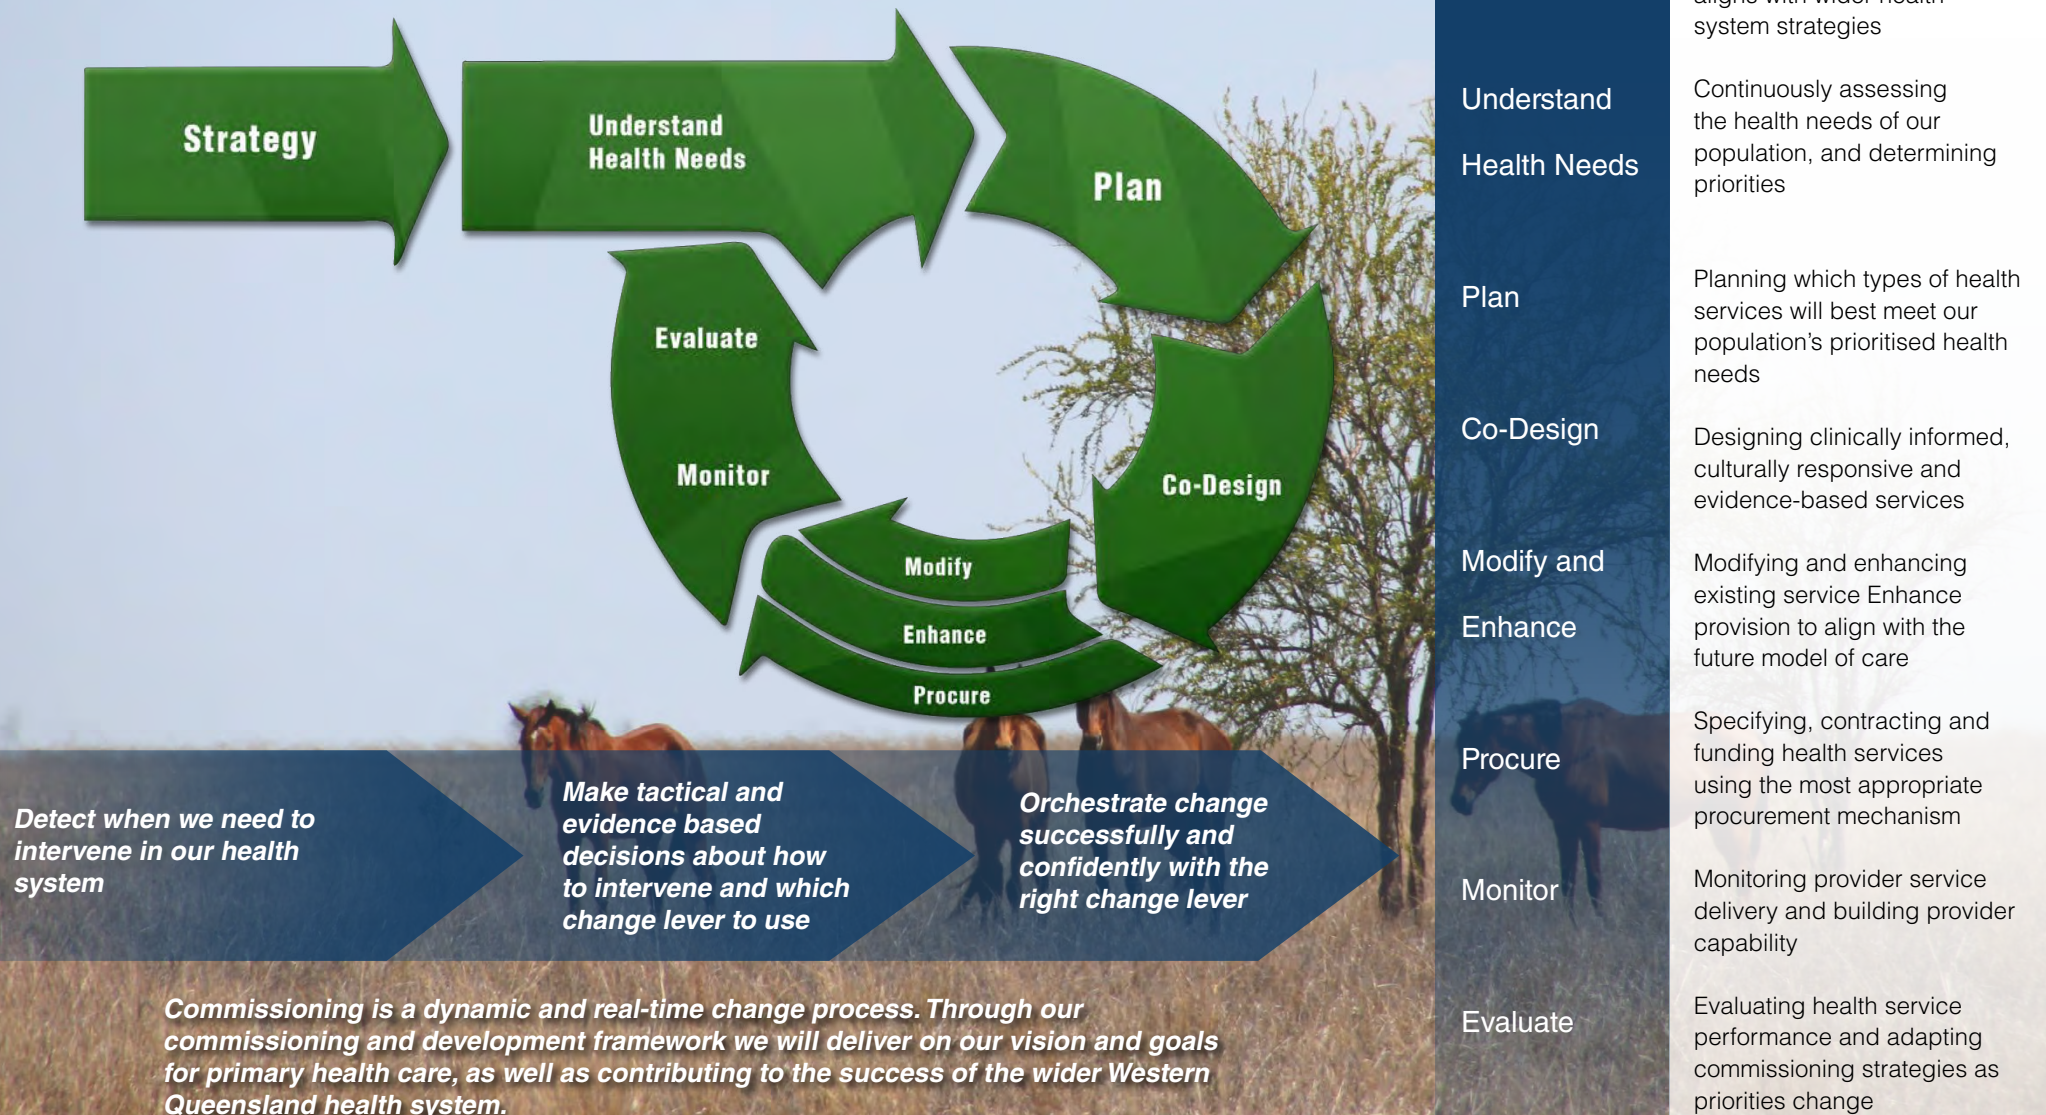 Strategy
Understand
Health Needs
Plan
Evaluate
Monitor
Co-Design
Modify
Enhance
Procure
Detect when we need to
intervene in our health
system
Make tactical and
evidence based
decisions about how
to intervene and which
change lever to use
Orchestrate change
successfully and
confidently with the
right change lever
Commissioning is a dynamic and real-time change process. Through our
commissioning and development framework we will deliver on our vision and goals
for primary health care, as well as contributing to the success of the wider Western
Queensland health system.
aligns with wider health
system strategies
Understand
Health Needs
Continuously assessing
the health needs of our
population, and determining
priorities
Plan
Planning which types of health
services will best meet our
population's prioritised health
needs
Co-Design
Designing clinically informed,
culturally responsive and
evidence-based services
Modify and
Enhance
Modifying and enhancing
existing service Enhance
provision to align with the
future model of care
Procure
Specifying, contracting and
funding health services
using the most appropriate
procurement mechanism
Monitor
Monitoring provider service
delivery and building provider
capability
Evaluate
Evaluating health service
performance and adapting
commissioning strategies as
priorities change